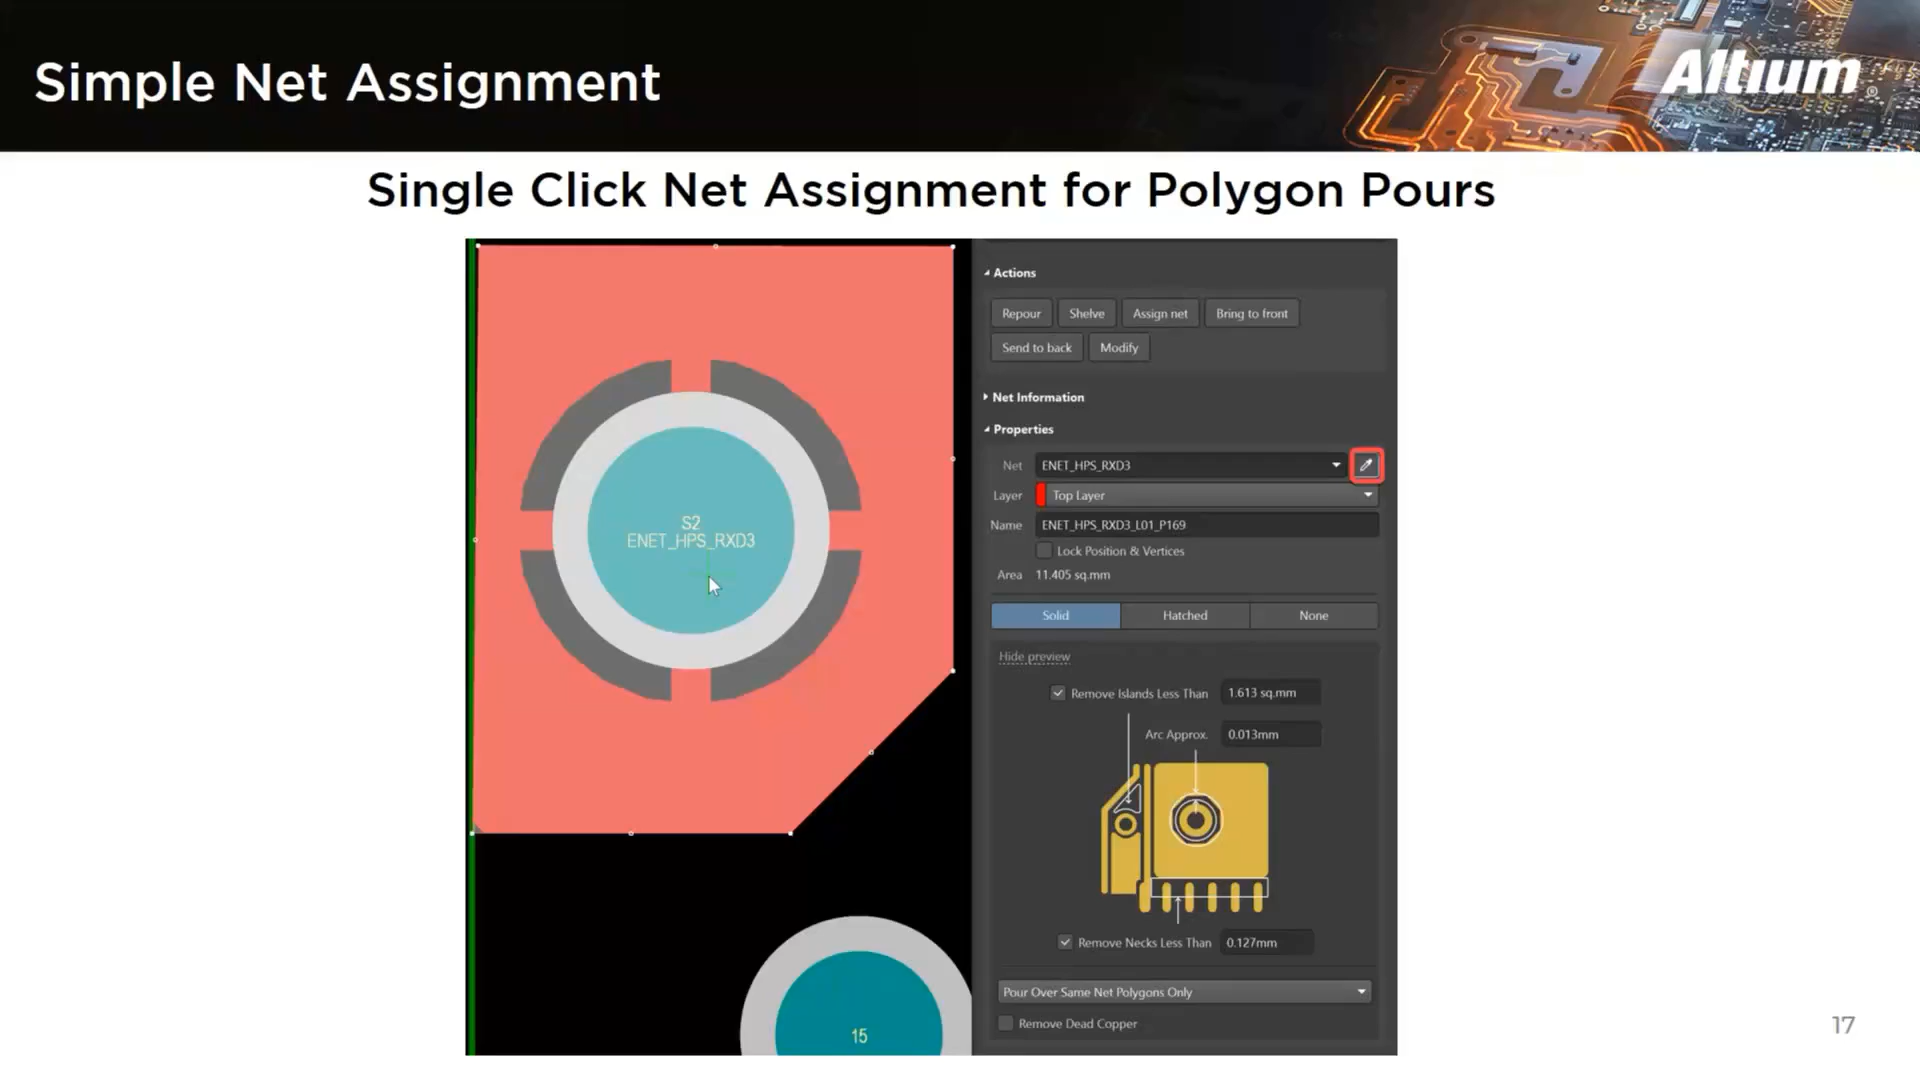 Simple Net Assignment
Altium®
Single Click Net Assignment for Polygon Pours
S2
ENET_HPS_RXD3
15
Actions
Repour Shelve Assign net Bring to front
Send to back Modify
Net Information
Properties
Net ENET_HPS_RXD3
Layer Top Layer
Name ENET_HPS_RXD3_L01_P169
Lock Position & Vertices
Area 11.405 sq.mm
Solid Hatched None
Hide preview
Remove Islands Less Than 1.613 sq.mm
Arc Approx. 0.013mm
Remove Necks Less Than 0.127mm
Pour Over Same Net Polygons Only
Remove Dead Copper
17